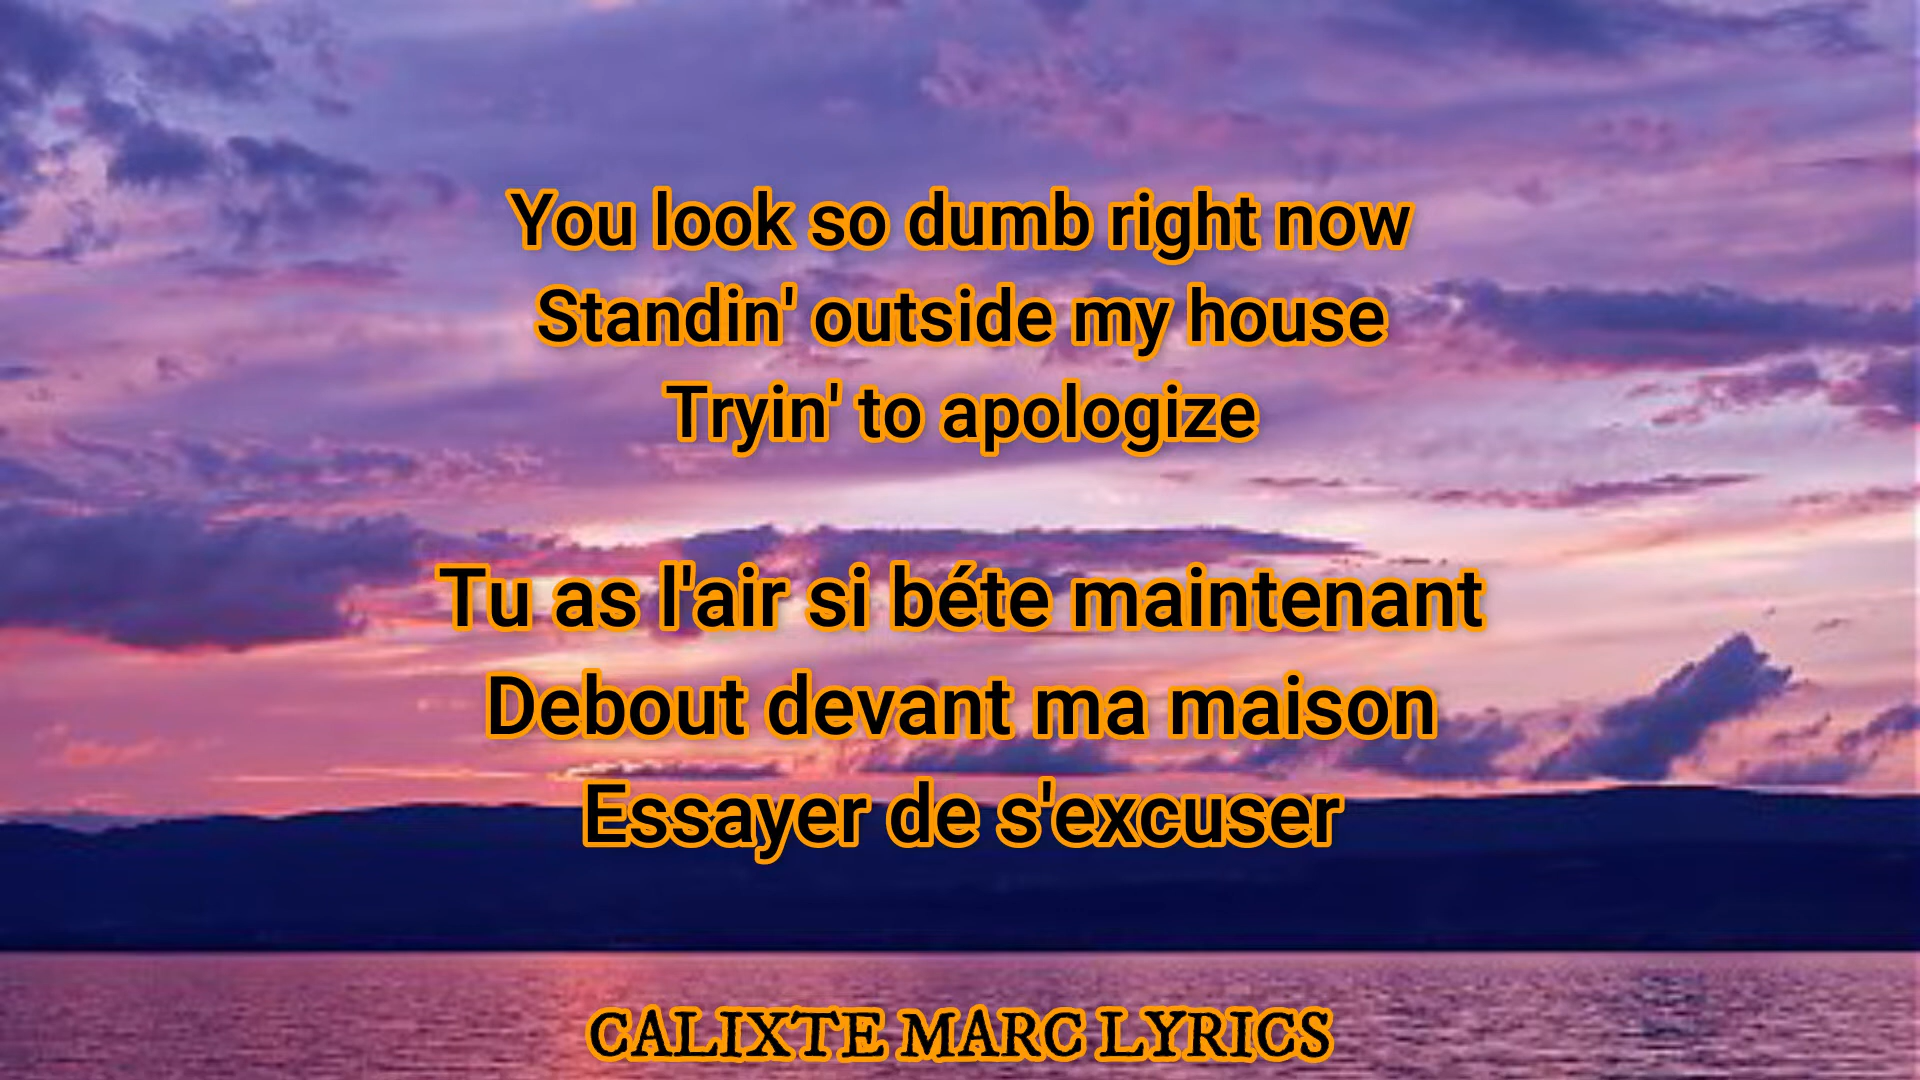 You look so dumb right now
Standin' outside my house
Tryin' to apologize
Tu as l'air si béte maintenant
Debout devant ma maison
Essayer de s'excuser
CALIXTE MARC LYRICS